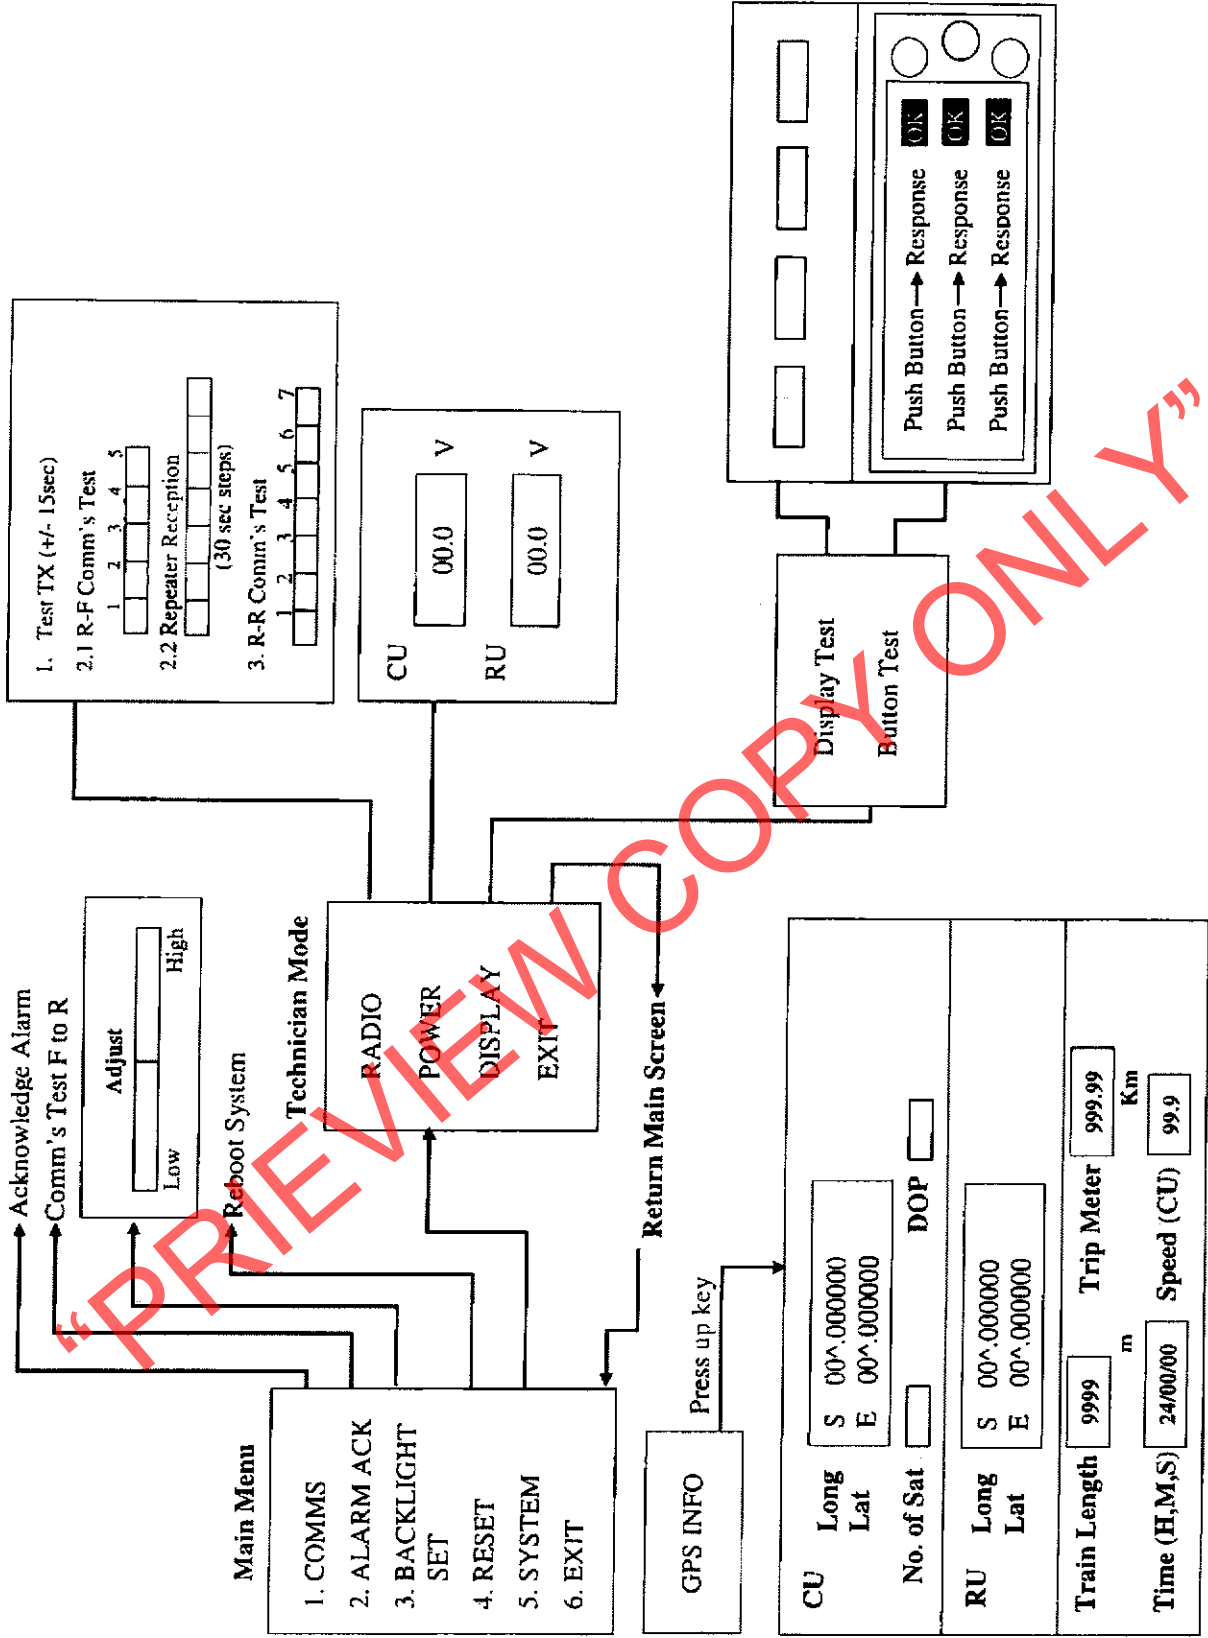 Main Menu
1. COMMS
2. ALARM ACK
3. BACKLIGHT
SET
4. RESET
5. SYSTEM
6. EXIT
Acknowledge Alarm
Comm's Test F to R
Adjust
Low High
Reboot System
Technician Mode
RADIO
POWER
DISPLAY
EXIT
Return Main Screen
1. Test TX (+/- 15sec)
2.1 R-F Comm's Test
1 2 3 4 5
2.2 Repeater Reception
(30 sec steps)
3. R-R Comm's Test
1 2 3 4 5 6 7
CU 00.0 V
RU 00.0 V
Display Test
Button Test
Push Button Response OK
Push Button Response OK
Push Button Response OK
GPS INFO
Press up key
CU Long S 00^.000000
Lat E 00^.000000
No. of Sat DOP
RU Long S 00^.000000
Lat E 00^.000000
Train Length 9999 m Trip Meter 999.99 Km
Time (H,M,S) 24/00/00 Speed (CU) 99.9
“PRIEVIEW COPY ONLY”